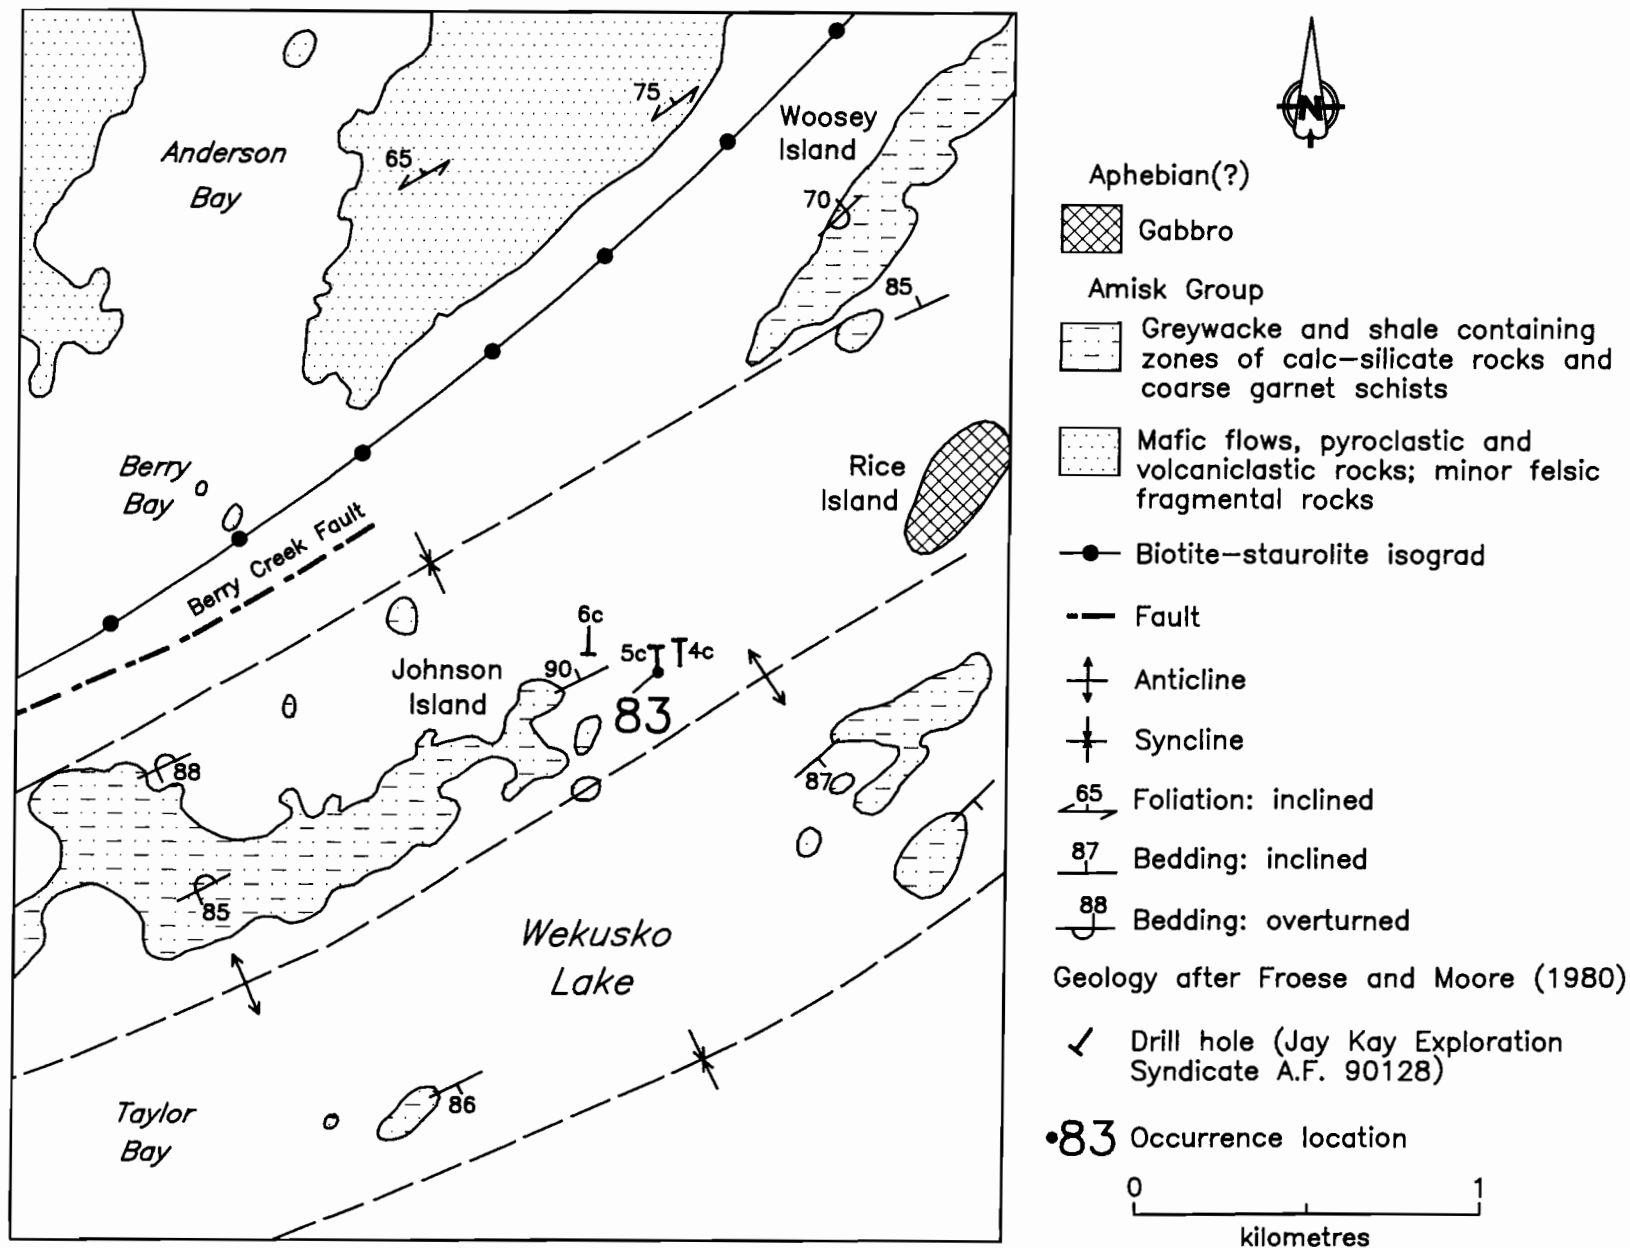 75
Woosey
Island
Anderson
Bay
65
70
85
Berry
Bay
Rice
Island
Berry Creek Fault
6c
5c
4c
Johnson
Island
90
83
88
87
85
Wekusko
Lake
86
Taylor
Bay
N
Aphebian(?)
Gabbro
Amisk Group
Greywacke and shale containing
zones of calc-silicate rocks and
coarse garnet schists
Mafic flows, pyroclastic and
volcaniclastic rocks; minor felsic
fragmental rocks
Biotite-staurolite isograd
Fault
Anticline
Syncline
65 Foliation: inclined
87 Bedding: inclined
88 Bedding: overturned
Geology after Froese and Moore (1980)
Drill hole (Jay Kay Exploration
Syndicate A.F. 90128)
•83 Occurrence location
0 1
kilometres